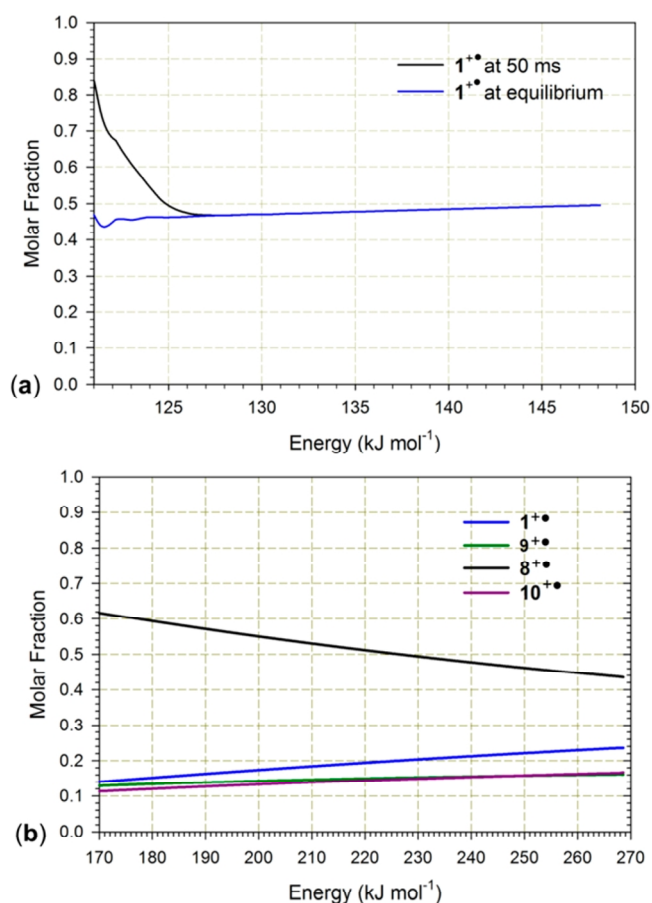 1.0
0.9
0.8
0.7
0.6
0.5
0.4
0.3
0.2
0.1
0.0
Molar Fraction
1+• at 50 ms
1+• at equilibrium
125 130 135 140 145 150
Energy (kJ mol-1)
(a)
1.0
0.9
0.8
0.7
0.6
0.5
0.4
0.3
0.2
0.1
0.0
Molar Fraction
1+•
9+•
8+•
10+•
170 180 190 200 210 220 230 240 250 260 270
Energy (kJ mol-1)
(b)